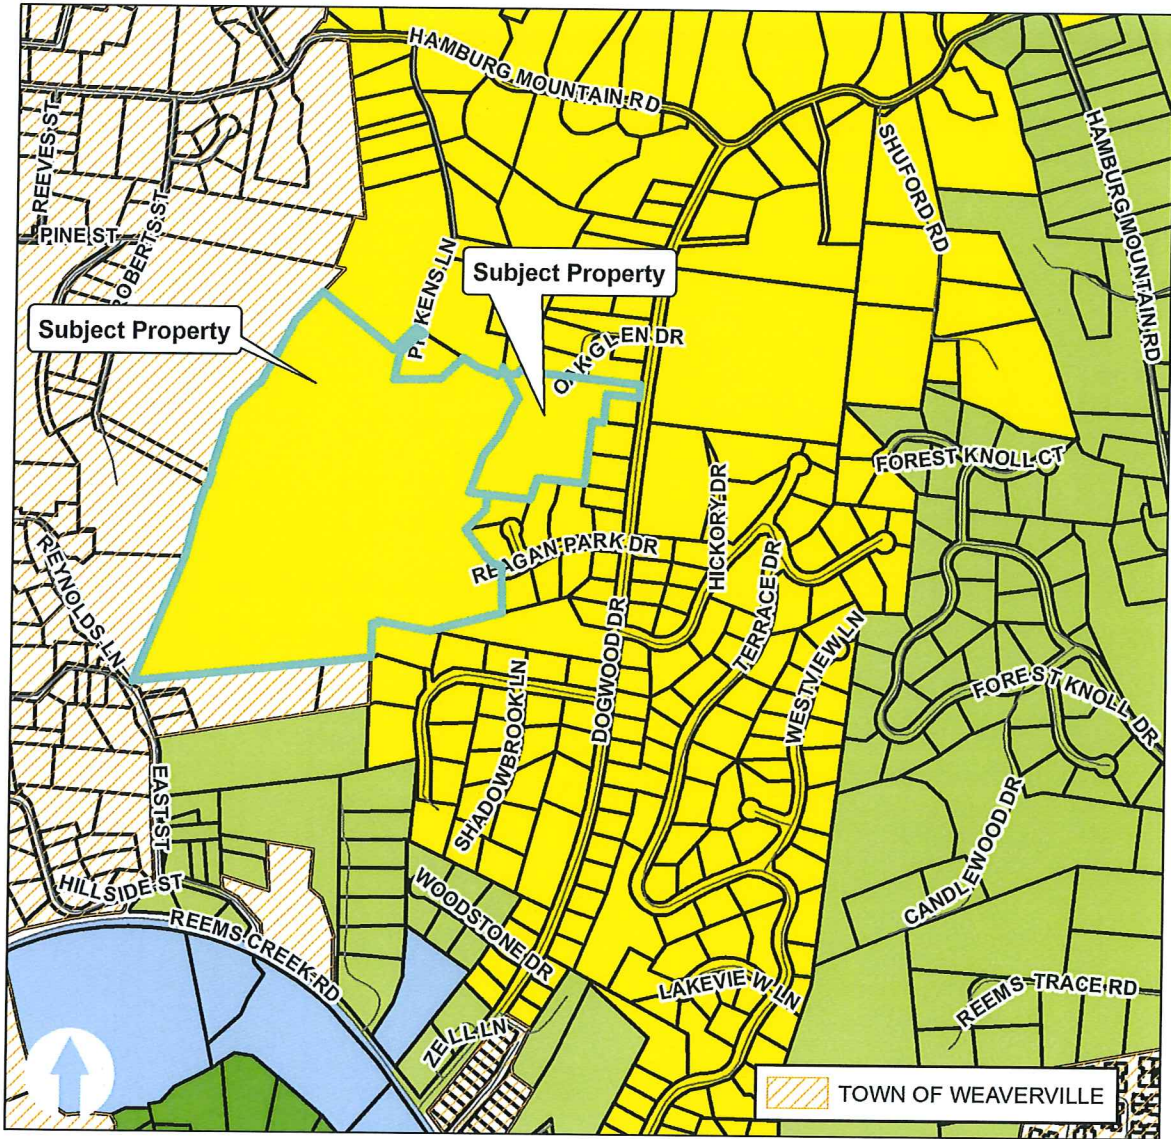 HAMBURG MOUNTAIN RD
REEVES ST
SHUFORD RD
HAMBURG MOUNTAIN RD
PINE ST
ROBERTS ST
KENS LN
Subject Property
Subject Property
OAK GLEN DR
FOREST KNOLL CT
HICKORY DR
REYNOLDS LN
REAGAN PARK DR
TERRACE DR
DOGWOOD DR
WESTVIEW LN
FOREST KNOLL DR
SHADOWBROOK LN
EAST ST
CANDLEWOOD DR
HILLSIDE ST
WOODSTONE DR
REEMS CREEK RD
LAKEVIEW LN
REEMS TRACE RD
ZELL LN
TOWN OF WEAVERVILLE